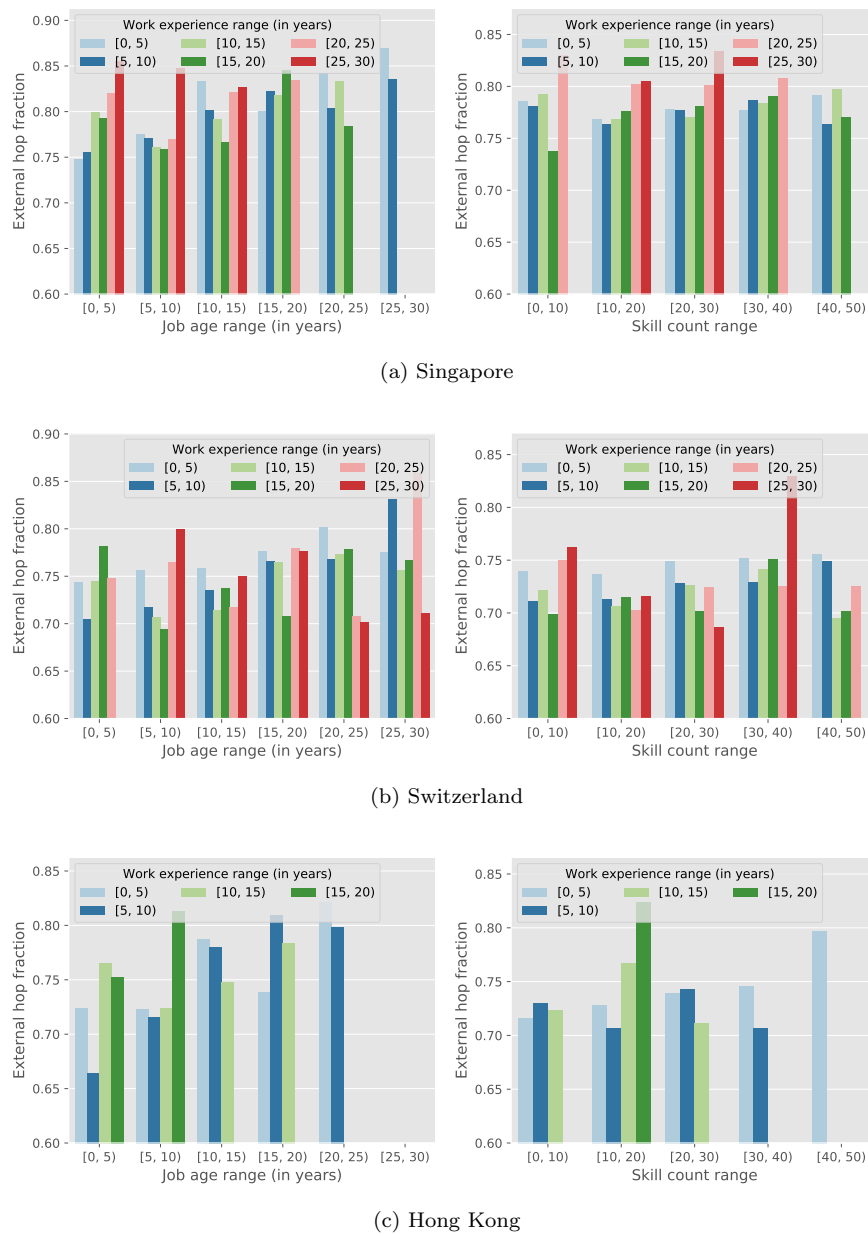 Work experience range (in years)
[0, 5) [10, 15) [20, 25)
[5, 10) [15, 20) [25, 30)
0.90
0.85
0.80
0.75
0.70
0.65
0.60
External hop fraction
[0, 5) [5, 10) [10, 15) [15, 20) [20, 25) [25, 30)
Job age range (in years)
Work experience range (in years)
[0, 5) [10, 15) [20, 25)
[5, 10) [15, 20) [25, 30)
0.85
0.80
0.75
0.70
0.65
0.60
External hop fraction
[0, 10) [10, 20) [20, 30) [30, 40) [40, 50)
Skill count range
(a) Singapore
Work experience range (in years)
[0, 5) [10, 15) [20, 25)
[5, 10) [15, 20) [25, 30)
0.90
0.85
0.80
0.75
0.70
0.65
0.60
External hop fraction
[0, 5) [5, 10) [10, 15) [15, 20) [20, 25) [25, 30)
Job age range (in years)
Work experience range (in years)
[0, 5) [10, 15) [20, 25)
[5, 10) [15, 20) [25, 30)
0.85
0.80
0.75
0.70
0.65
0.60
External hop fraction
[0, 10) [10, 20) [20, 30) [30, 40) [40, 50)
Skill count range
(b) Switzerland
Work experience range (in years)
[0, 5) [10, 15) [15, 20)
[5, 10)
0.85
0.80
0.75
0.70
0.65
0.60
External hop fraction
[0, 5) [5, 10) [10, 15) [15, 20) [20, 25) [25, 30)
Job age range (in years)
Work experience range (in years)
[0, 5) [10, 15) [15, 20)
[5, 10)
0.85
0.80
0.75
0.70
0.65
0.60
External hop fraction
[0, 10) [10, 20) [20, 30) [30, 40) [40, 50)
Skill count range
(c) Hong Kong